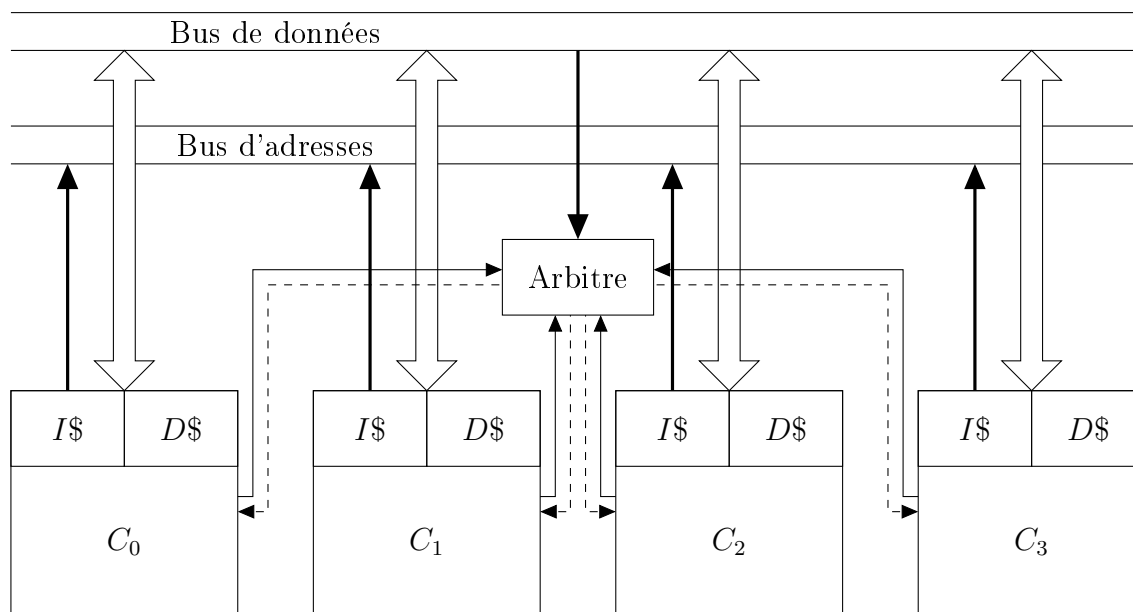 Bus de données
Bus d'adresses
Arbitre
I$ D$ I$ D$ I$ D$ I$ D$
C0 C1 C2 C3